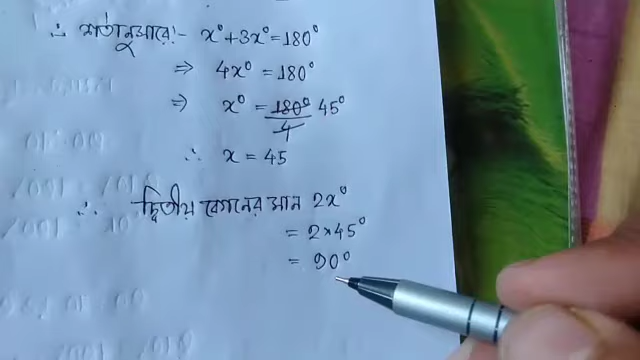 ∴ শর্তানুসারে:- x° + 3x° = 180°
⇒ 4x° = 180°
⇒ x° = 180°/4 45°
∴ x = 45
∴ দ্বিতীয় কোনের মান 2x°
= 2×45°
= 90°